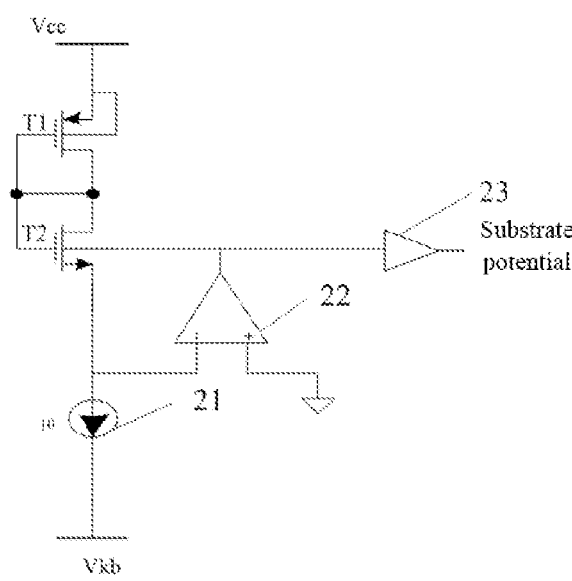 Vcc
T1
T2
23
Substrate
potential
22
+
21
I0
Vkb